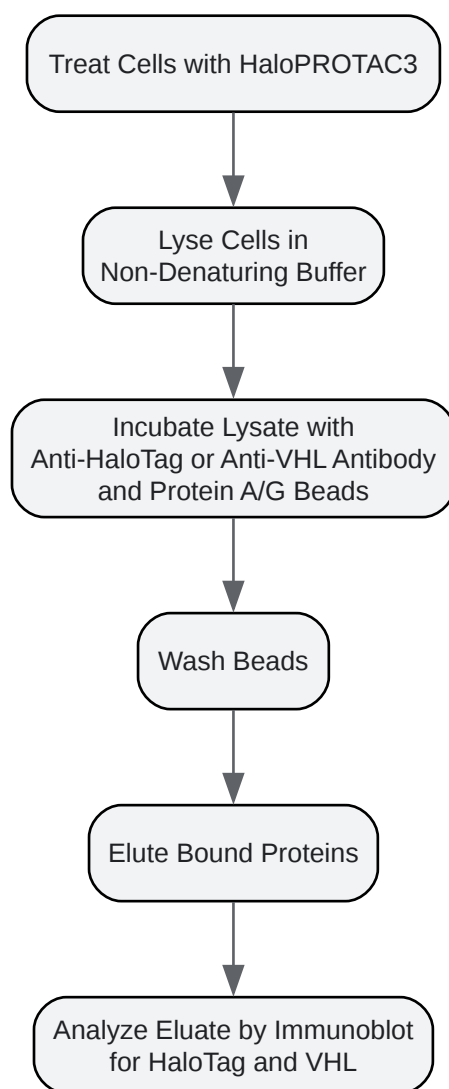 Treat Cells with HaloPROTAC3
Lyse Cells in
Non-Denaturing Buffer
Incubate Lysate with
Anti-HaloTag or Anti-VHL Antibody
and Protein A/G Beads
Wash Beads
Elute Bound Proteins
Analyze Eluate by Immunoblot
for HaloTag and VHL